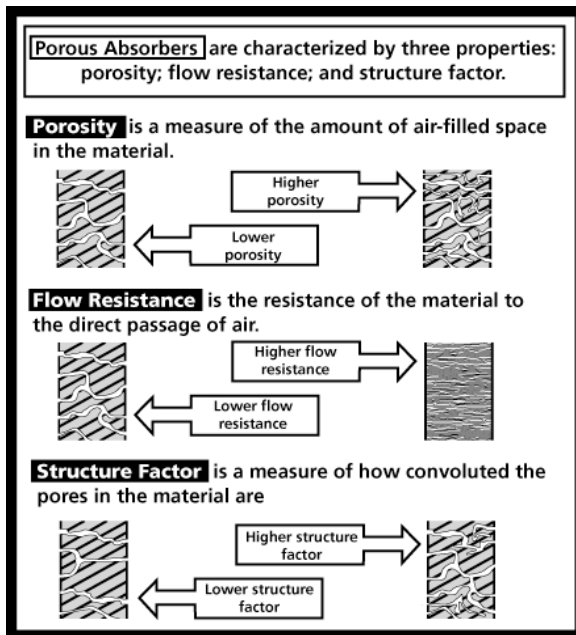 Porous Absorbers are characterized by three properties:
porosity; flow resistance; and structure factor.
Porosity is a measure of the amount of air-filled space
in the material.
Higher
porosity
Lower
porosity
Flow Resistance is the resistance of the material to
the direct passage of air.
Higher flow
resistance
Lower flow
resistance
Structure Factor is a measure of how convoluted the
pores in the material are
Higher structure
factor
Lower structure
factor